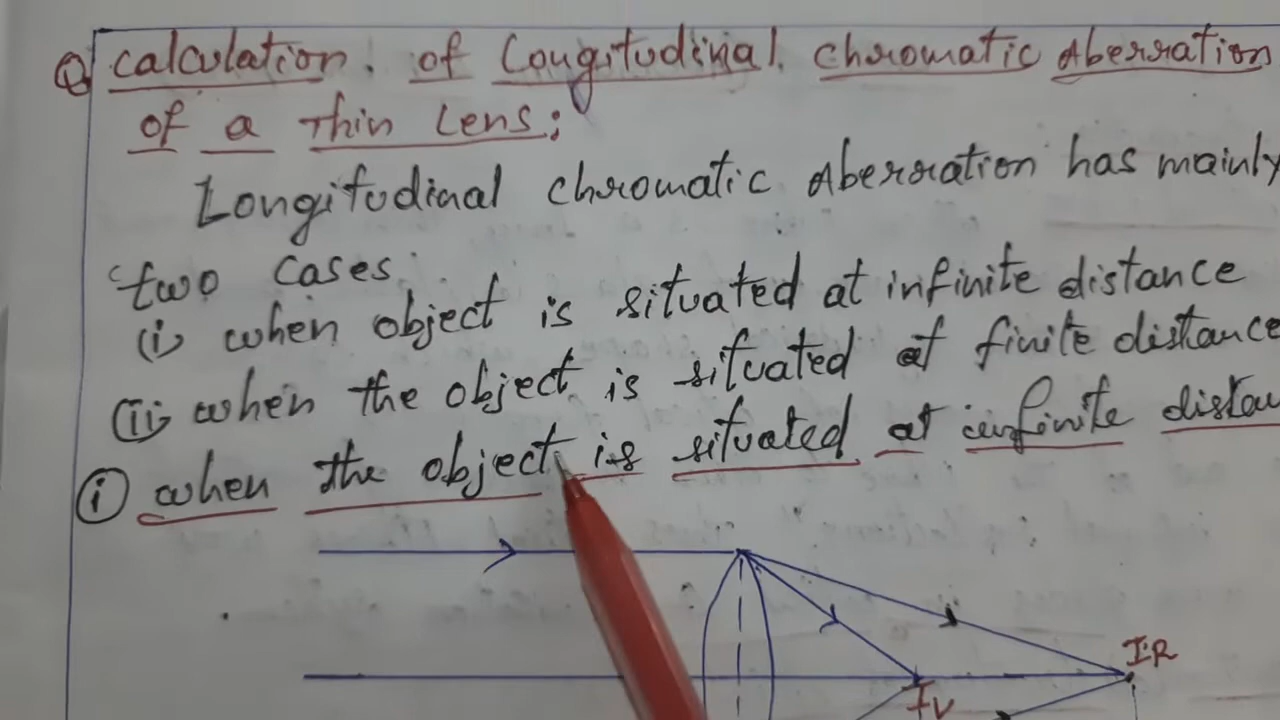 Q calculation. of Longitudinal. Chromatic Aberration
of a Thin Lens:
Longitudinal chromatic Aberration has mainly
two cases.
(i) when object is situated at infinite distance
(ii) when the object is situated at finite distance
(i) when the object is situated at infinite distan
IR
IV